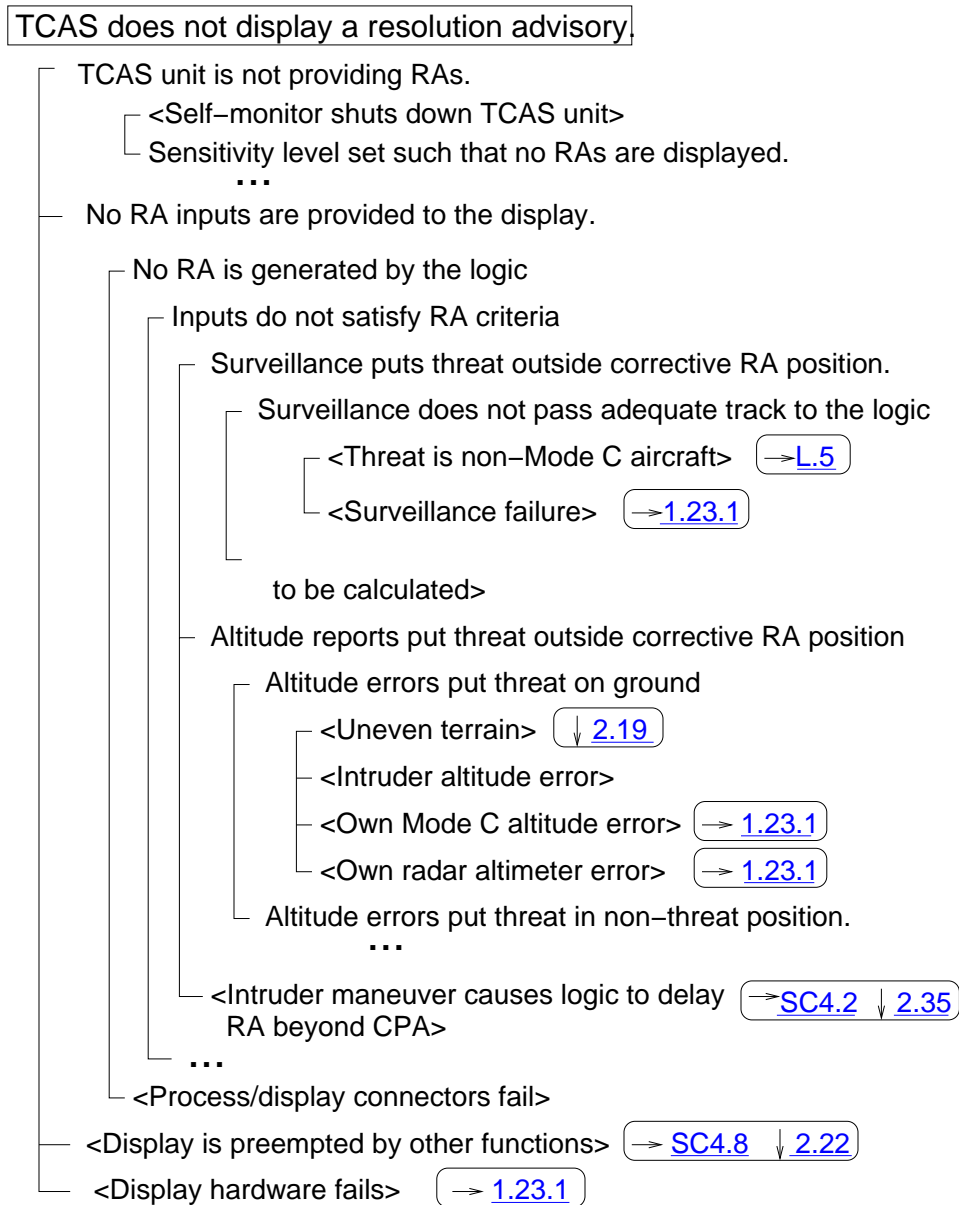 TCAS does not display a resolution advisory.
TCAS unit is not providing RAs.
<Self−monitor shuts down TCAS unit>
Sensitivity level set such that no RAs are displayed.
...
No RA inputs are provided to the display.
No RA is generated by the logic
Inputs do not satisfy RA criteria
Surveillance puts threat outside corrective RA position.
Surveillance does not pass adequate track to the logic
<Threat is non−Mode C aircraft> →L.5
<Surveillance failure> →1.23.1
to be calculated>
Altitude reports put threat outside corrective RA position
Altitude errors put threat on ground
<Uneven terrain> ↓ 2.19
<Intruder altitude error>
<Own Mode C altitude error> → 1.23.1
<Own radar altimeter error> → 1.23.1
Altitude errors put threat in non−threat position.
...
<Intruder maneuver causes logic to delay →SC4.2 ↓ 2.35
RA beyond CPA>
...
<Process/display connectors fail>
<Display is preempted by other functions> → SC4.8 ↓ 2.22
<Display hardware fails> → 1.23.1